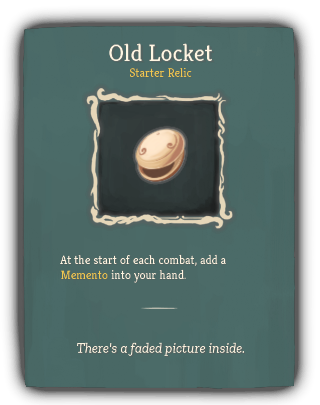 Old Locket
Starter Relic
At the start of each combat, add a
Memento into your hand.
There's a faded picture inside.